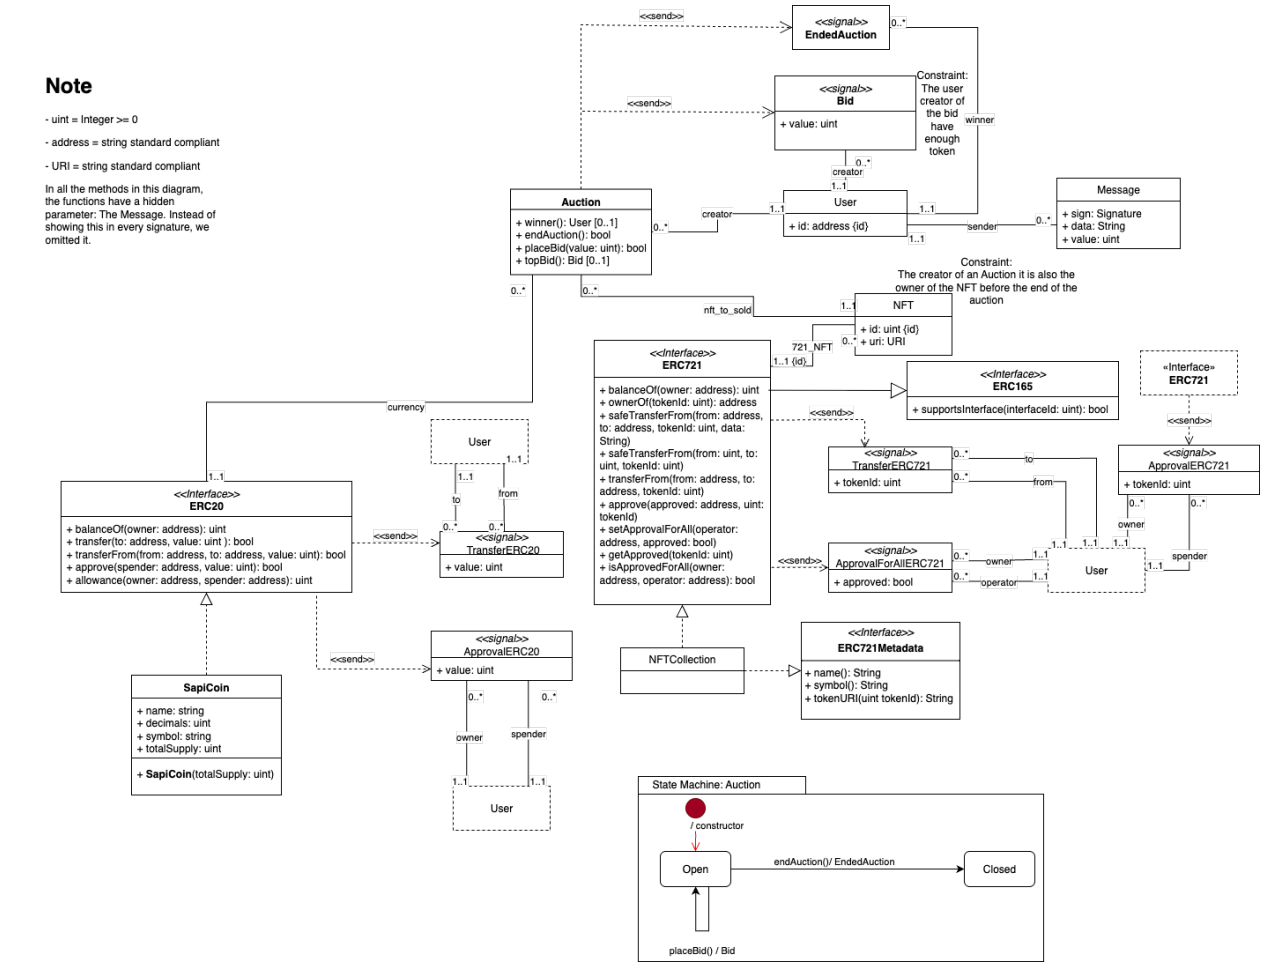 Note
- uint = Integer >= 0
- address = string standard compliant
- URI = string standard compliant
In all the methods in this diagram,
the functions have a hidden
parameter: The Message. Instead of
showing this in every signature, we
omitted it.
<<send>>
<<signal>>
EndedAuction
0..*
<<send>>
<<signal>>
Bid
+ value: uint
Constraint:
The user
creator of
the bid
have
enough
token
winner
0..*
creator
1..1
Auction
+ winner(): User [0..1]
+ endAuction(): bool
+ placeBid(value: uint): bool
+ topBid(): Bid [0..1]
0..*
creator
1..1
User
+ id: address {id}
1..1
1..1
sender
0..*
Message
+ sign: Signature
+ data: String
+ value: uint
Constraint:
The creator of an Auction it is also the
owner of the NFT before the end of the
auction
0..*
0..*
nft_to_sold
1..1
NFT
+ id: uint {id}
+ uri: URI
0..*
721_NFT
1..1 {id}
<<Interface>>
ERC721
+ balanceOf(owner: address): uint
+ ownerOf(tokenId: uint): address
+ safeTransferFrom(from: address,
to: address, tokenId: uint, data:
String)
+ safeTransferFrom(from: uint, to:
uint, tokenId: uint)
+ transferFrom(from: address, to:
address, tokenId: uint)
+ approve(approved: address, uint:
tokenId)
+ setApprovalForAll(operator:
address, approved: bool)
+ getApproved(tokenId: uint)
+ isApprovedForAll(owner:
address, operator: address): bool
<<Interface>>
ERC165
+ supportsInterface(interfaceId: uint): bool
«Interface»
ERC721
<<send>>
<<send>>
<<signal>>
TransferERC721
+ tokenId: uint
0..*
to
0..*
from
<<signal>>
ApprovalERC721
+ tokenId: uint
0..*
owner
0..*
spender
currency
User
1..1
1..1
to
from
0..*
0..*
1..1
<<Interface>>
ERC20
+ balanceOf(owner: address): uint
+ transfer(to: address, value: uint ): bool
+ transferFrom(from: address, to: address, value: uint): bool
+ approve(spender: address, value: uint): bool
+ allowance(owner: address, spender: address): uint
<<send>>
<<signal>>
TransferERC20
+ value: uint
<<send>>
<<signal>>
ApprovalForAllERC721
+ approved: bool
0..*
owner
1..1
0..*
operator
1..1
1..1
1..1
1..1
User
1..1
<<send>>
<<signal>>
ApprovalERC20
+ value: uint
0..*
0..*
owner
spender
1..1
1..1
User
SapiCoin
+ name: string
+ decimals: uint
+ symbol: string
+ totalSupply: uint
+ SapiCoin(totalSupply: uint)
NFTCollection
<<Interface>>
ERC721Metadata
+ name(): String
+ symbol(): String
+ tokenURI(uint tokenId): String
State Machine: Auction
/ constructor
Open
endAuction()/ EndedAuction
Closed
placeBid() / Bid